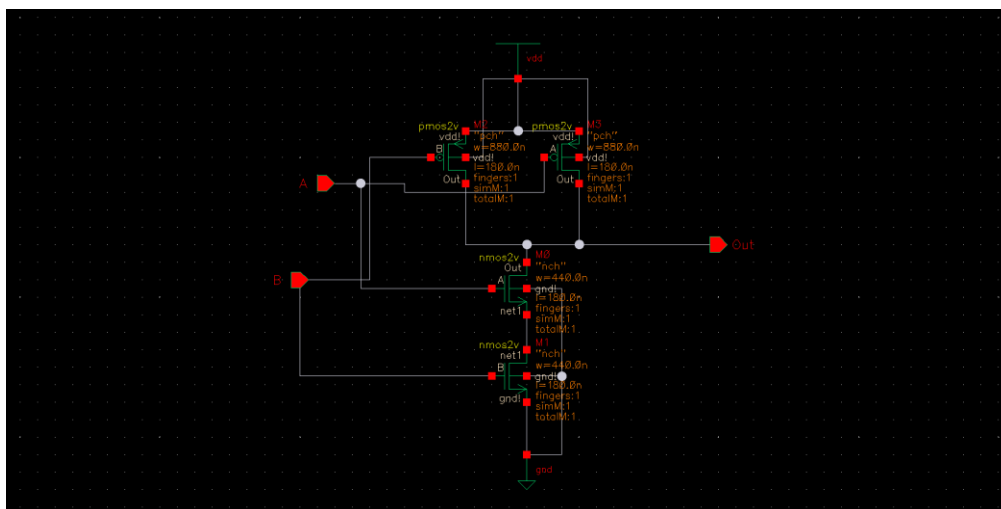 vdd
pmos2v
vdd!
"pch"
w=880.0n
B
vdd!
l=180.0n
Out
fingers:1
simM:1
totalM:1
pmos2v
M3
vdd!
"pch"
w=880.0n
A
vdd!
l=180.0n
Out
fingers:1
simM:1
totalM:1
A
Out
B
nmos2v
M0
Out
"nch"
w=440.0n
A
gnd!
l=180.0n
net1
fingers:1
simM:1
totalM:1
nmos2v
M1
net1
"nch"
w=440.0n
B
gnd!
l=180.0n
gnd!
fingers:1
simM:1
totalM:1
gnd